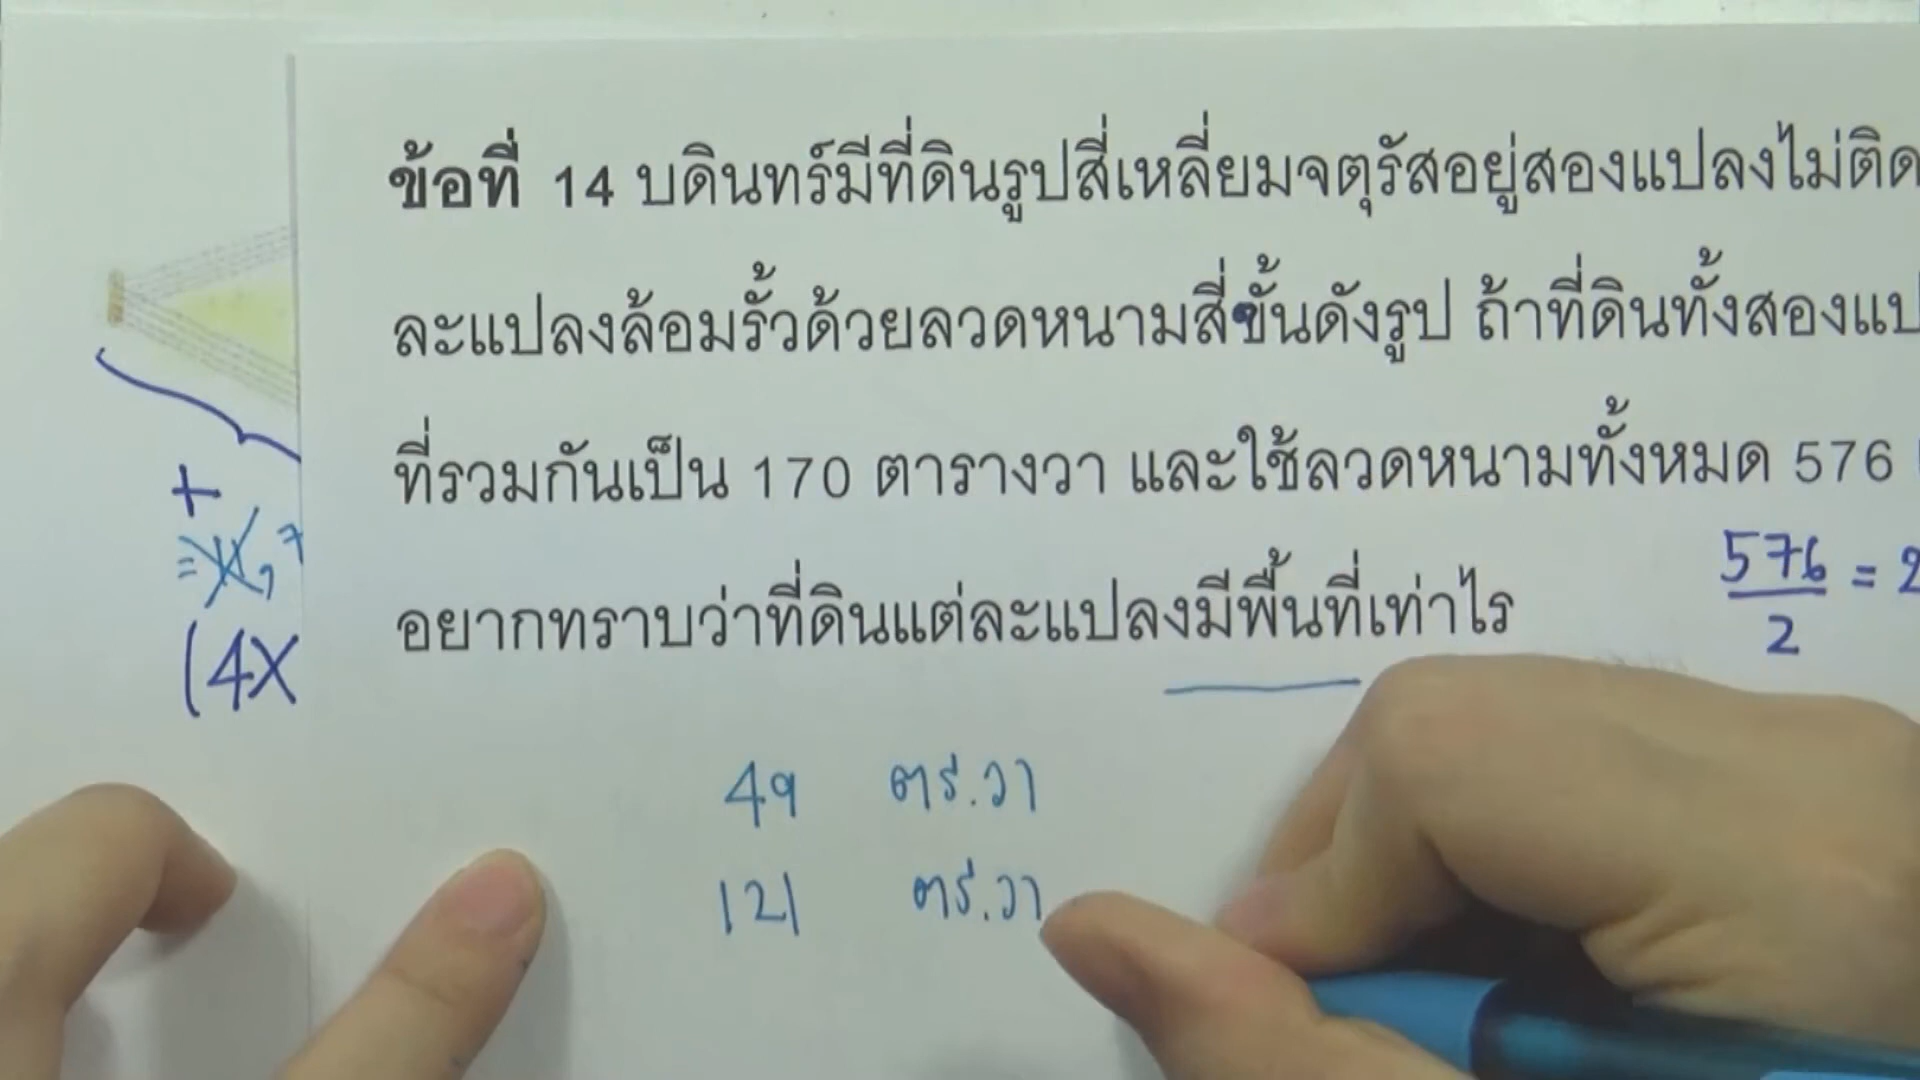 ข้อที่ 14 บดินทร์มีที่ดินรูปสี่เหลี่ยมจตุรัสอยู่สองแปลงไม่ติด
ละแปลงล้อมรั้วด้วยลวดหนามสี่ขั้นดังรูป ถ้าที่ดินทั้งสองแป
ที่รวมกันเป็น 170 ตารางวา และใช้ลวดหนามทั้งหมด 576
อยากทราบว่าที่ดินแต่ละแปลงมีพื้นที่เท่าไร
576/2 = 2
+
(4X
49 ตร.วา
121 ตร.วา